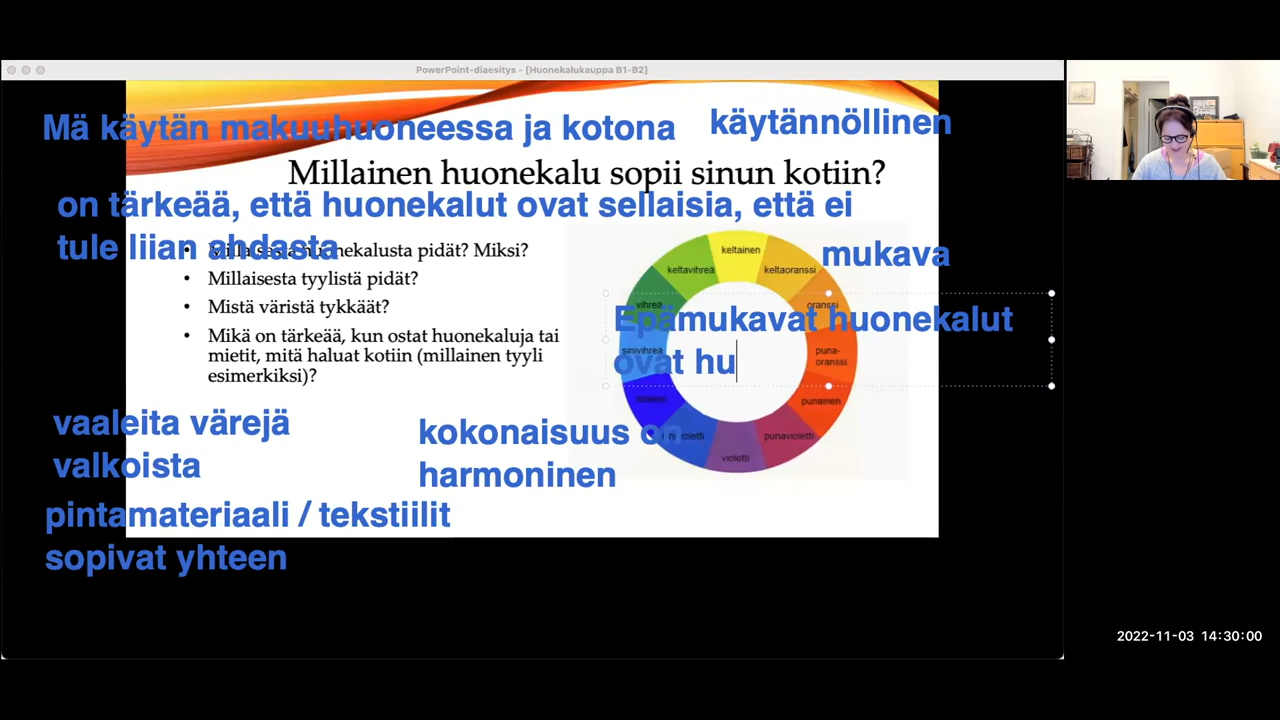 PowerPoint-diaesitys - [Huonekalukauppa B1-B2]
Mä käytän makuuhuoneessa ja kotona
käytännöllinen
Millainen huonekalu sopii sinun kotiin?
on tärkeää, että huonekalut ovat sellaisia, että ei
tule liian ahdasta
• Millaisesta huonekalusta pidät? Miksi?
• Millaisesta tyylistä pidät?
• Mistä väristä tykkäät?
• Mikä on tärkeää, kun ostat huonekaluja tai
mietit, mitä haluat kotiin (millainen tyyli
esimerkiksi)?
mukava
keltainen
keltavihreä
keltaoranssi
vihreä
oranssi
Epämukavat huonekalut
ovat hu
sinivihreä
puna-
oranssi
sininen
punainen
punavioletti
violetti
vaaleita värejä
valkoista
kokonaisuus on
harmoninen
pintamateriaali / tekstiilit
sopivat yhteen
2022-11-03 14:30:00